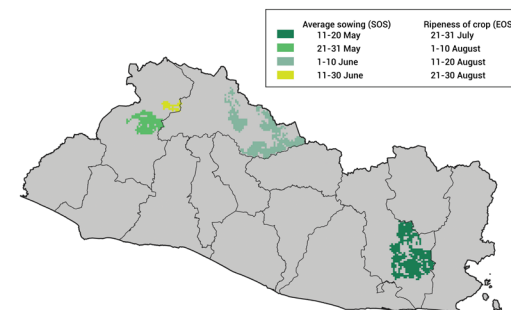 Average sowing (SOS) Ripeness of crop (EOS
11-20 May 21-31 July
21-31 May 1-10 August
1-10 June 11-20 August
11-30 June 21-30 August